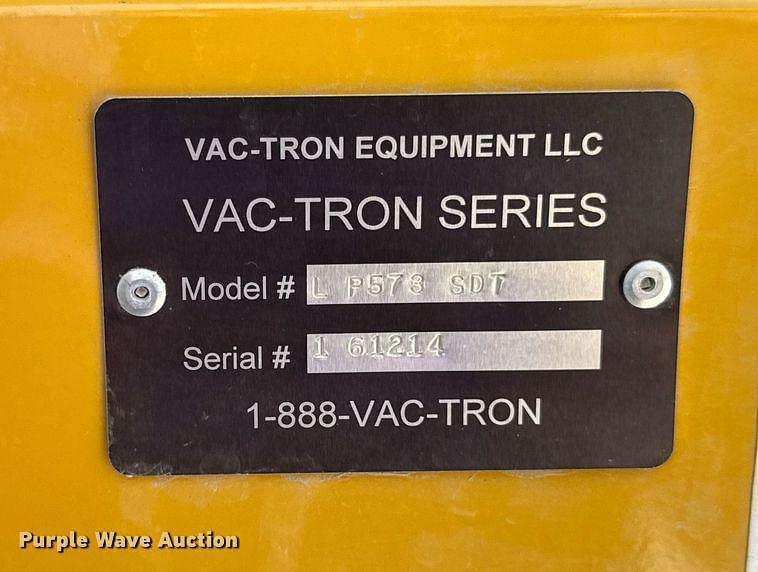 VAC-TRON EQUIPMENT LLC
VAC-TRON SERIES
Model # L P573 SDT
Serial # 1 61214
1-888-VAC-TRON
Purple Wave Auction